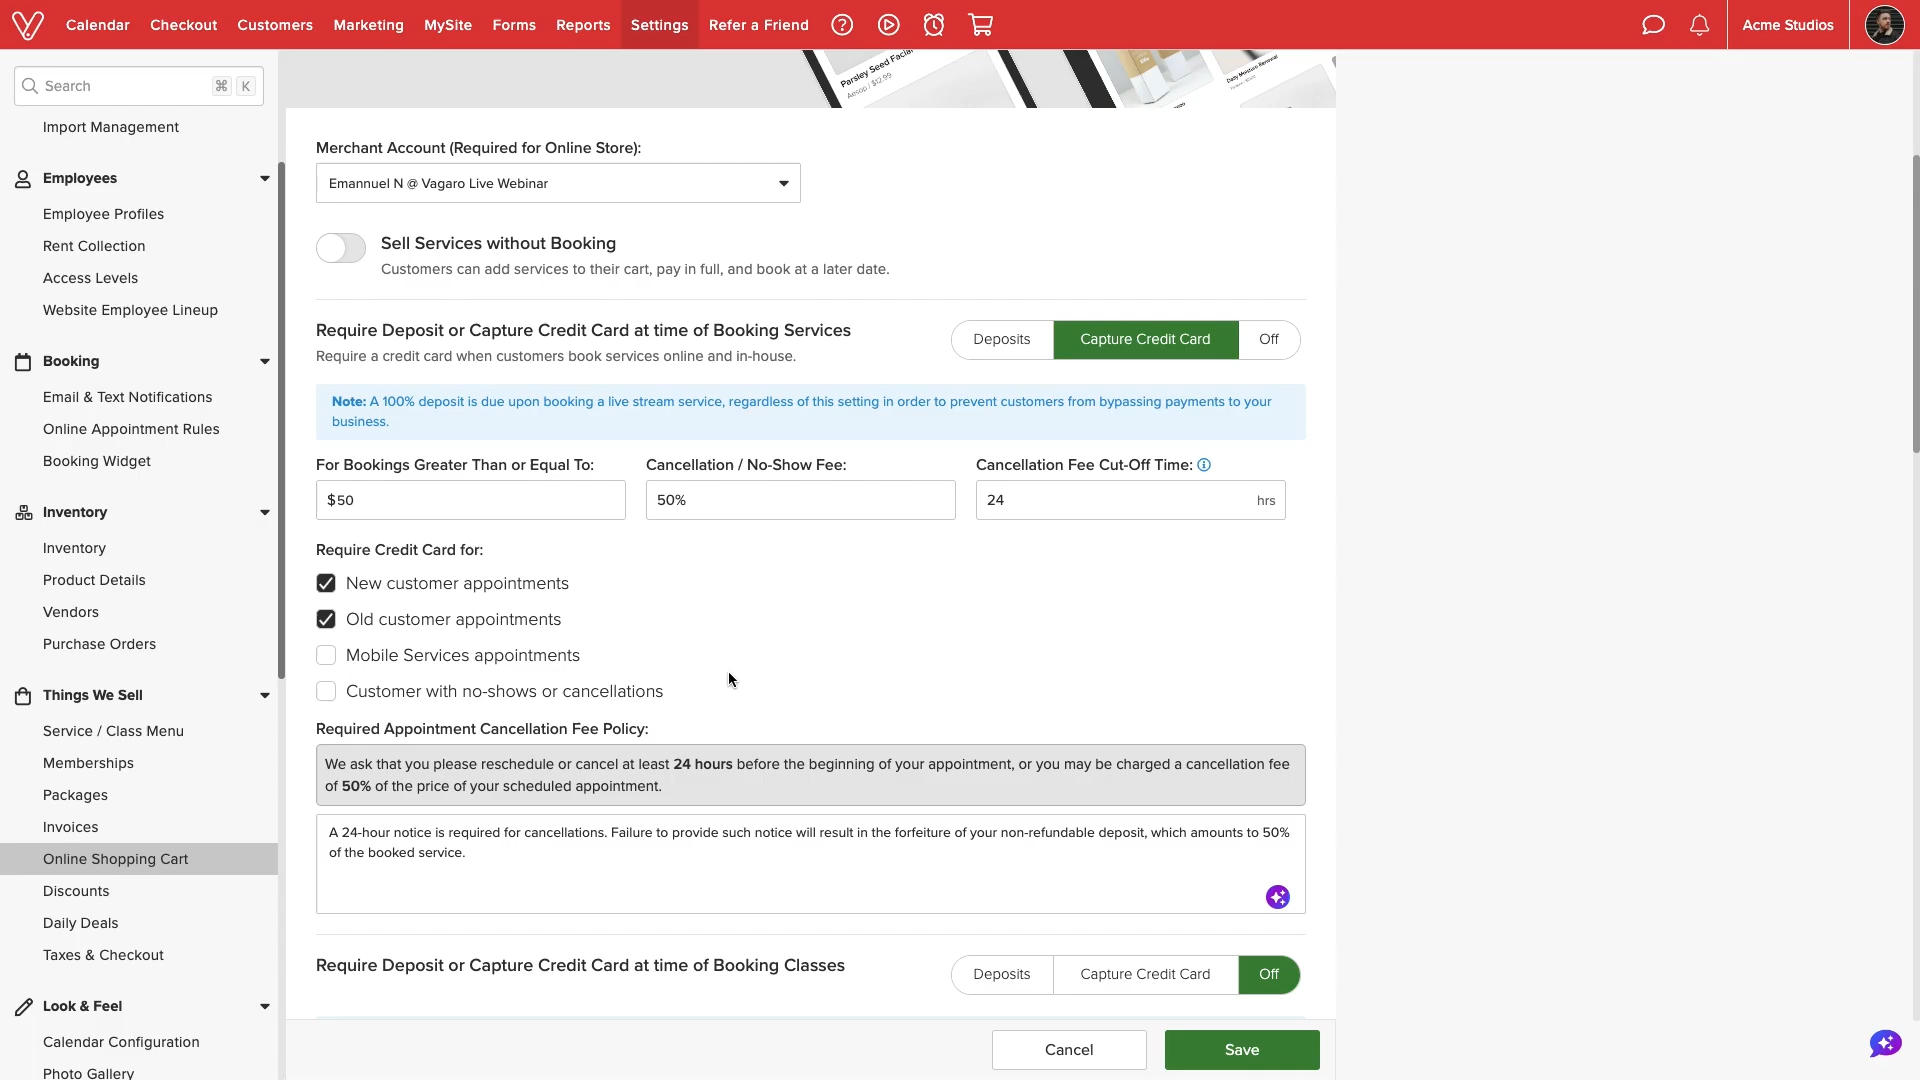 Calendar
Checkout
Customers
Marketing
MySite
Forms
Reports
Settings
Refer a Friend
Acme Studios
Search
⌘ K
Import Management
Employees
Employee Profiles
Rent Collection
Access Levels
Website Employee Lineup
Booking
Email & Text Notifications
Online Appointment Rules
Booking Widget
Inventory
Inventory
Product Details
Vendors
Purchase Orders
Things We Sell
Service / Class Menu
Memberships
Packages
Invoices
Online Shopping Cart
Discounts
Daily Deals
Taxes & Checkout
Look & Feel
Calendar Configuration
Photo Gallery
Parsley Seed Facial
Aesop / $12.99
Daily Moisture Renewal
Merchant Account (Required for Online Store):
Emannuel N @ Vagaro Live Webinar
Sell Services without Booking
Customers can add services to their cart, pay in full, and book at a later date.
Require Deposit or Capture Credit Card at time of Booking Services
Require a credit card when customers book services online and in-house.
Deposits
Capture Credit Card
Off
Note: A 100% deposit is due upon booking a live stream service, regardless of this setting in order to prevent customers from bypassing payments to your
business.
For Bookings Greater Than or Equal To:
$50
Cancellation / No-Show Fee:
50%
Cancellation Fee Cut-Off Time:
24 hrs
Require Credit Card for:
New customer appointments
Old customer appointments
Mobile Services appointments
Customer with no-shows or cancellations
Required Appointment Cancellation Fee Policy:
We ask that you please reschedule or cancel at least 24 hours before the beginning of your appointment, or you may be charged a cancellation fee
of 50% of the price of your scheduled appointment.
A 24-hour notice is required for cancellations. Failure to provide such notice will result in the forfeiture of your non-refundable deposit, which amounts to 50%
of the booked service.
Require Deposit or Capture Credit Card at time of Booking Classes
Deposits
Capture Credit Card
Off
Cancel
Save